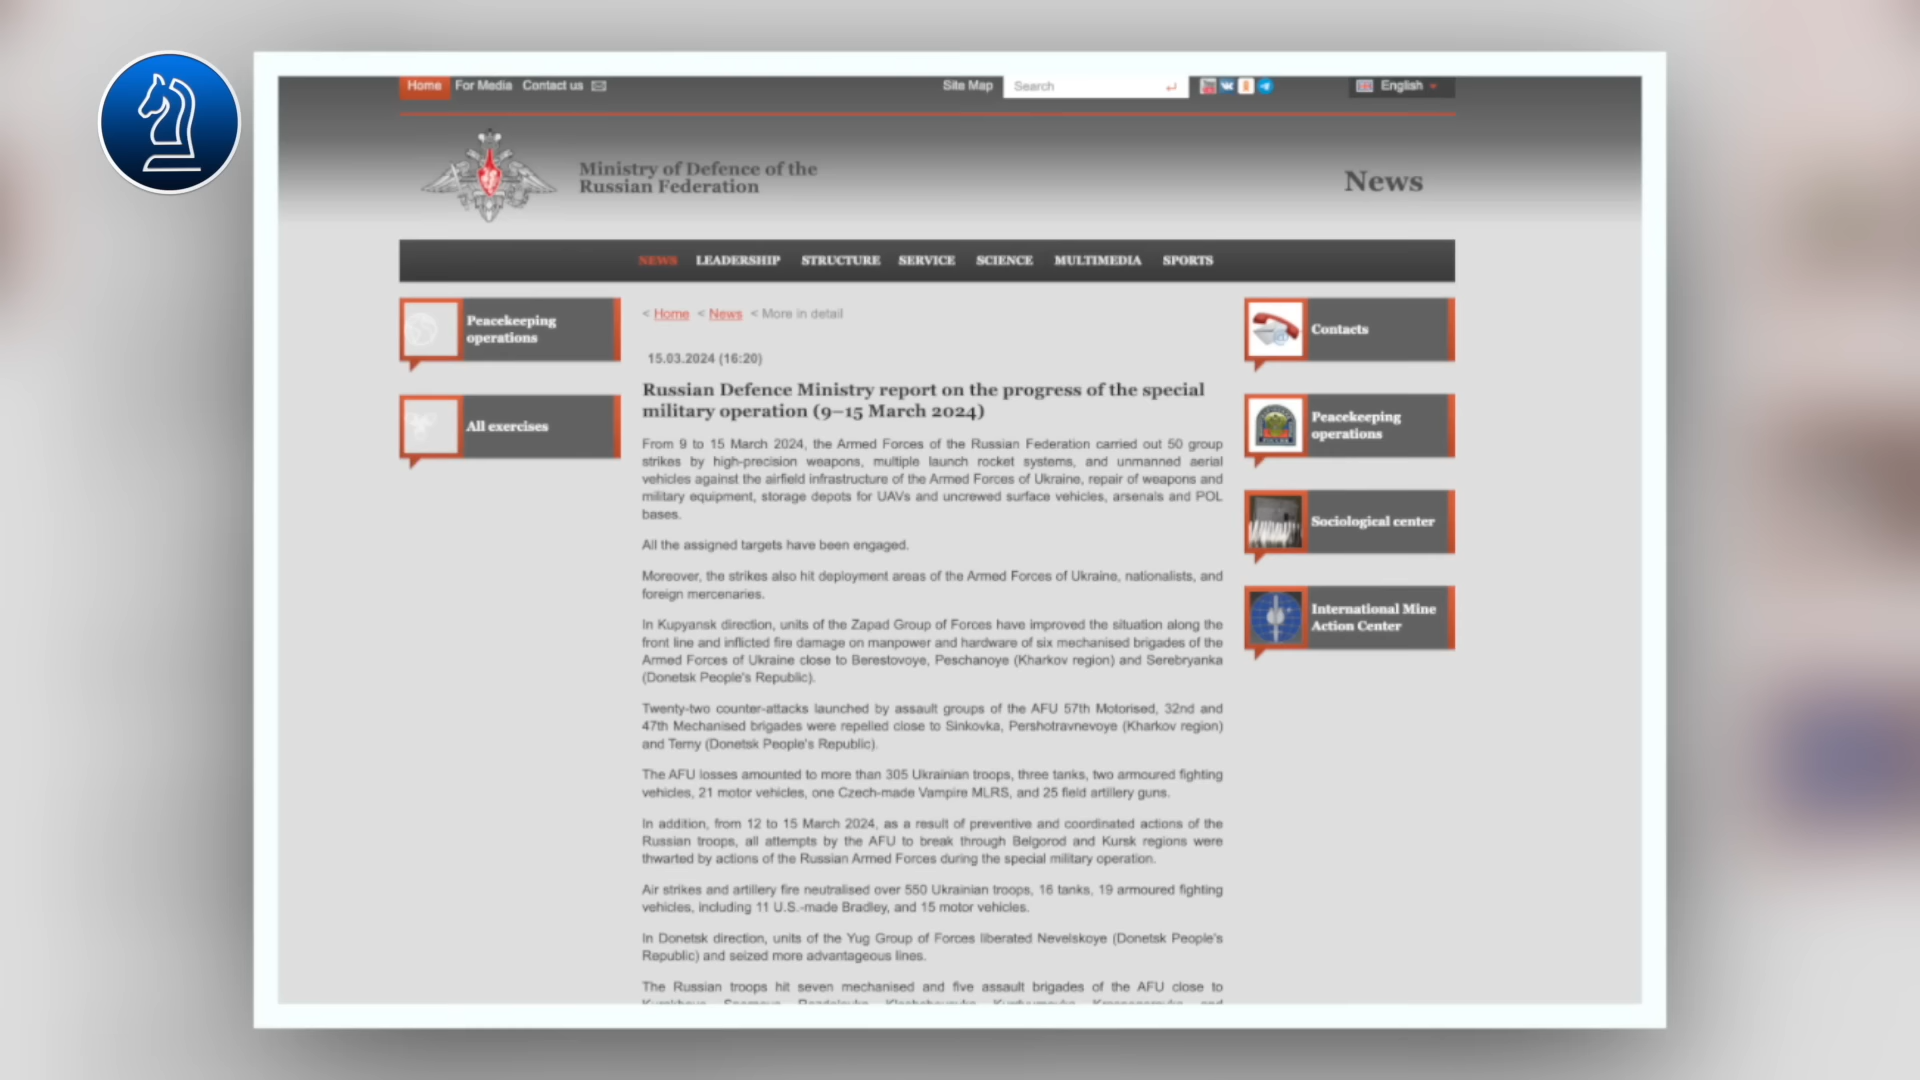 Home For Media Contact us
Site Map Search English
Ministry of Defence of the
Russian Federation
News
NEWS LEADERSHIP STRUCTURE SERVICE SCIENCE MULTIMEDIA SPORTS
Peacekeeping
operations
All exercises
< Home < News < More in detail
15.03.2024 (16:20)
Russian Defence Ministry report on the progress of the special
military operation (9–15 March 2024)
From 9 to 15 March 2024, the Armed Forces of the Russian Federation carried out 50 group
strikes by high-precision weapons, multiple launch rocket systems, and unmanned aerial
vehicles against the airfield infrastructure of the Armed Forces of Ukraine, repair of weapons and
military equipment, storage depots for UAVs and uncrewed surface vehicles, arsenals and POL
bases.
All the assigned targets have been engaged.
Moreover, the strikes also hit deployment areas of the Armed Forces of Ukraine, nationalists, and
foreign mercenaries.
In Kupyansk direction, units of the Zapad Group of Forces have improved the situation along the
front line and inflicted fire damage on manpower and hardware of six mechanised brigades of the
Armed Forces of Ukraine close to Berestovoye, Peschanoye (Kharkov region) and Serebryanka
(Donetsk People's Republic).
Twenty-two counter-attacks launched by assault groups of the AFU 57th Motorised, 32nd and
47th Mechanised brigades were repelled close to Sinkovka, Pershotravnevoye (Kharkov region)
and Terny (Donetsk People's Republic).
The AFU losses amounted to more than 305 Ukrainian troops, three tanks, two armoured fighting
vehicles, 21 motor vehicles, one Czech-made Vampire MLRS, and 25 field artillery guns.
In addition, from 12 to 15 March 2024, as a result of preventive and coordinated actions of the
Russian troops, all attempts by the AFU to break through Belgorod and Kursk regions were
thwarted by actions of the Russian Armed Forces during the special military operation.
Air strikes and artillery fire neutralised over 550 Ukrainian troops, 16 tanks, 19 armoured fighting
vehicles, including 11 U.S.-made Bradley, and 15 motor vehicles.
In Donetsk direction, units of the Yug Group of Forces liberated Nevelskoye (Donetsk People's
Republic) and seized more advantageous lines.
The Russian troops hit seven mechanised and five assault brigades of the AFU close to
Contacts
Peacekeeping
operations
Sociological center
International Mine
Action Center